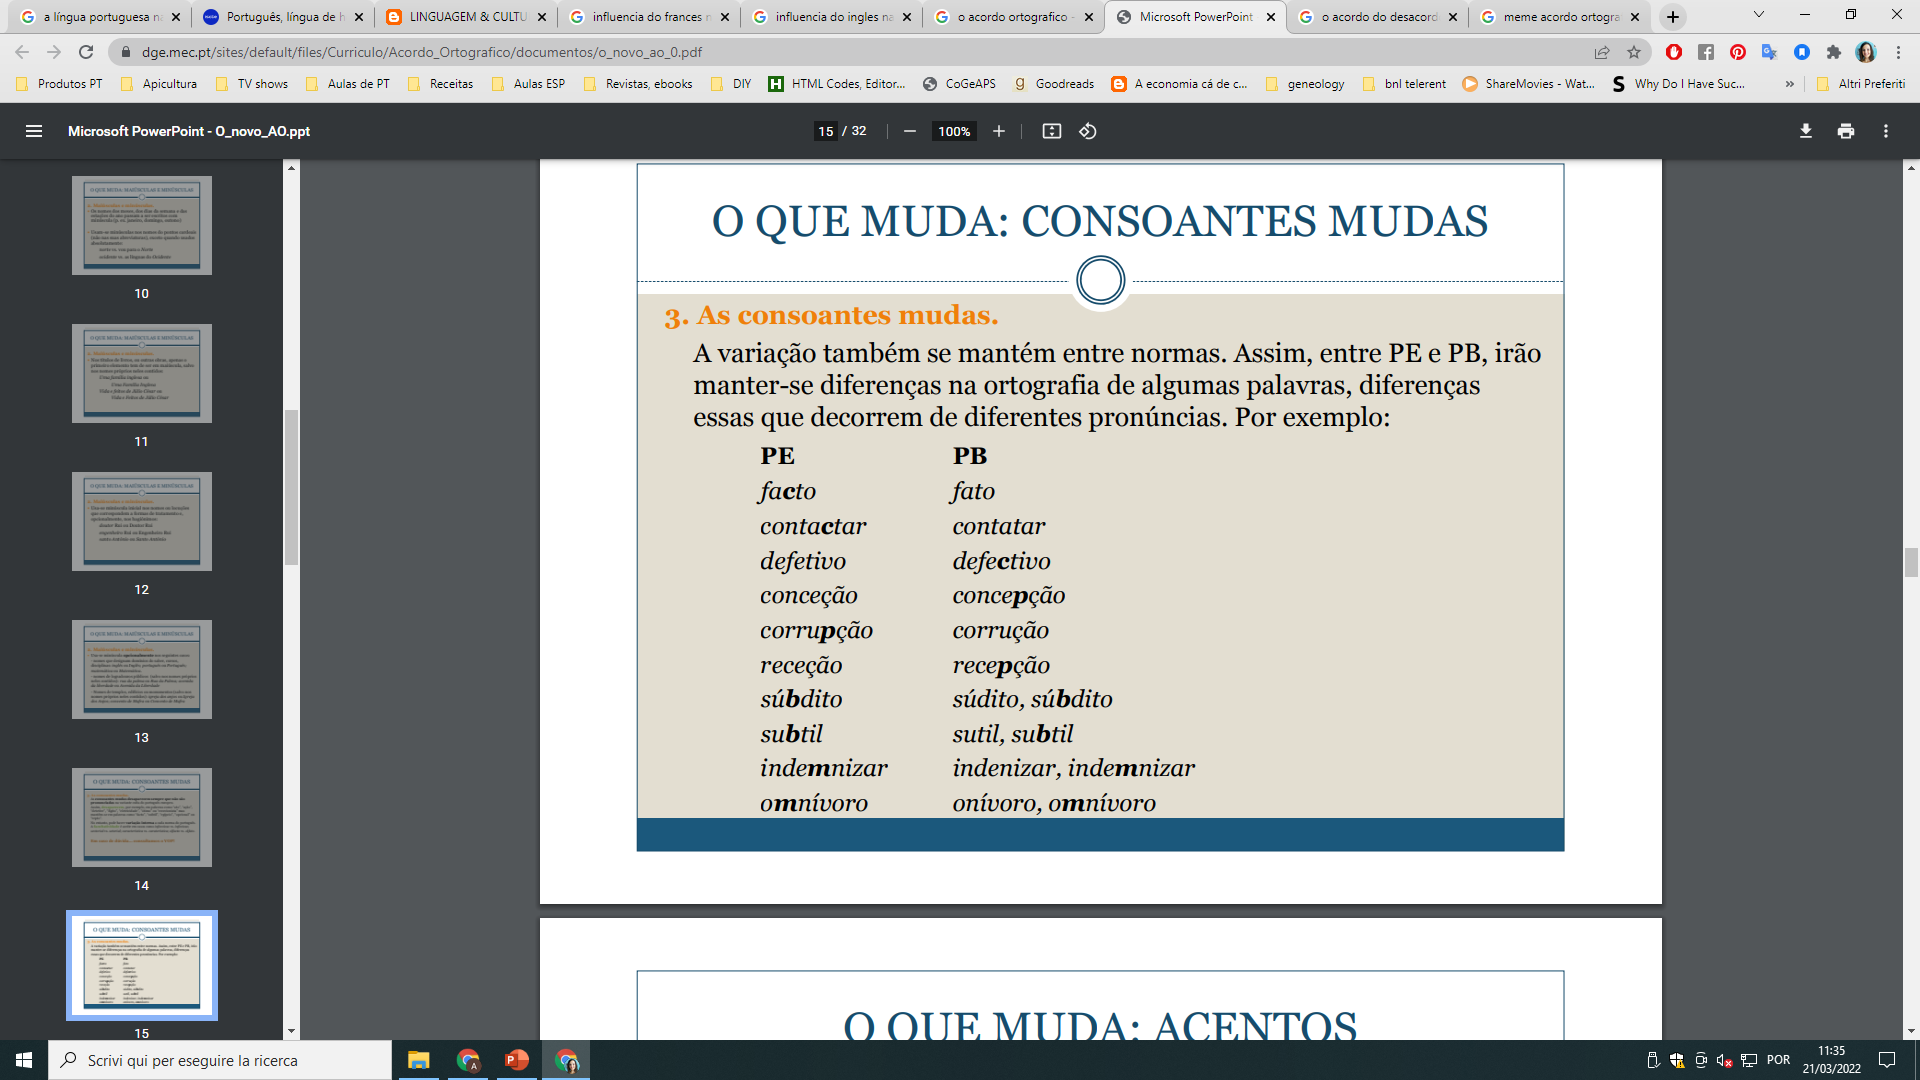 a língua portuguesa na
Português, língua de h
LINGUAGEM & CULTU
influencia do frances n
influencia do ingles na
o acordo ortografico -
Microsoft PowerPoint
o acordo do desacord
meme acordo ortogra
dge.mec.pt/sites/default/files/Curriculo/Acordo_Ortografico/documentos/o_novo_ao_0.pdf
Produtos PT
Apicultura
TV shows
Aulas de PT
Receitas
Aulas ESP
Revistas, ebooks
DIY
HTML Codes, Editor...
CoGeAPS
Goodreads
A economia cá de c...
geneology
bnl telerent
ShareMovies - Wat...
Why Do I Have Suc...
»
Altri Preferiti
Microsoft PowerPoint - O_novo_AO.ppt
15 / 32
100%
10
11
12
13
14
15
O QUE MUDA: CONSOANTES MUDAS
3. As consoantes mudas.
A variação também se mantém entre normas. Assim, entre PE e PB, irão
manter-se diferenças na ortografia de algumas palavras, diferenças
essas que decorrem de diferentes pronúncias. Por exemplo:
PE PB
facto fato
contactar contatar
defetivo defectivo
conceção concepção
corrupção corrução
receção recepção
súbdito súdito, súbdito
subtil sutil, subtil
indemnizar indenizar, indemnizar
omnívoro onívoro, omnívoro
O QUE MUDA: ACENTOS
Scrivi qui per eseguire la ricerca
POR
11:35
21/03/2022